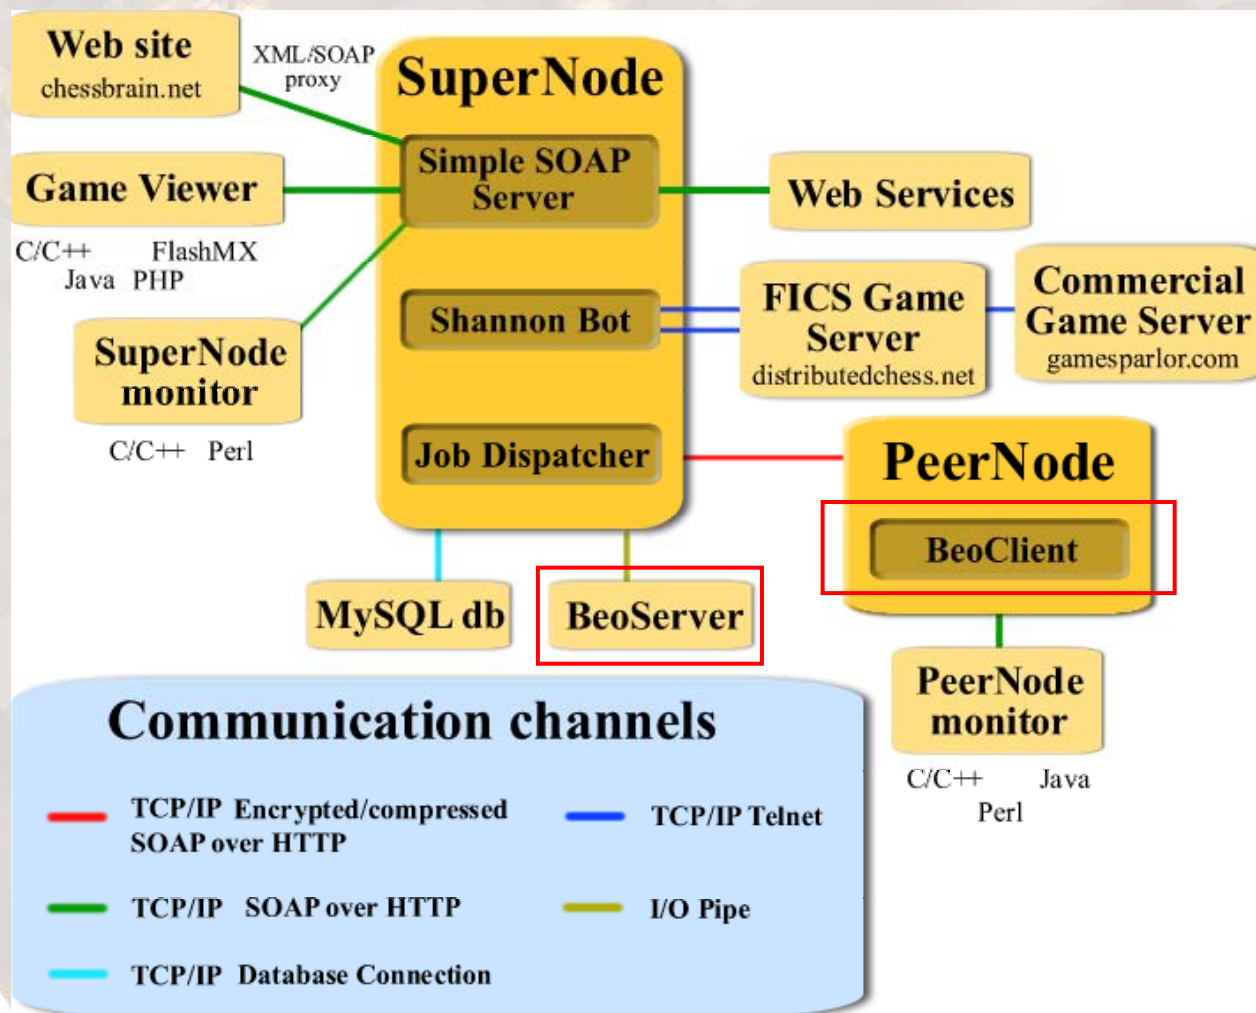 Web site
chessbrain.net
XML/SOAP
proxy
SuperNode
Simple SOAP
Server
Game Viewer
C/C++ FlashMX
Java PHP
Web Services
Shannon Bot
FICS Game
Server
distributedchess.net
Commercial
Game Server
gamesparlor.com
SuperNode
monitor
C/C++ Perl
Job Dispatcher
PeerNode
BeoClient
MySQL db
BeoServer
PeerNode
monitor
C/C++ Java
Perl
Communication channels
TCP/IP Encrypted/compressed
SOAP over HTTP
TCP/IP Telnet
TCP/IP SOAP over HTTP
I/O Pipe
TCP/IP Database Connection